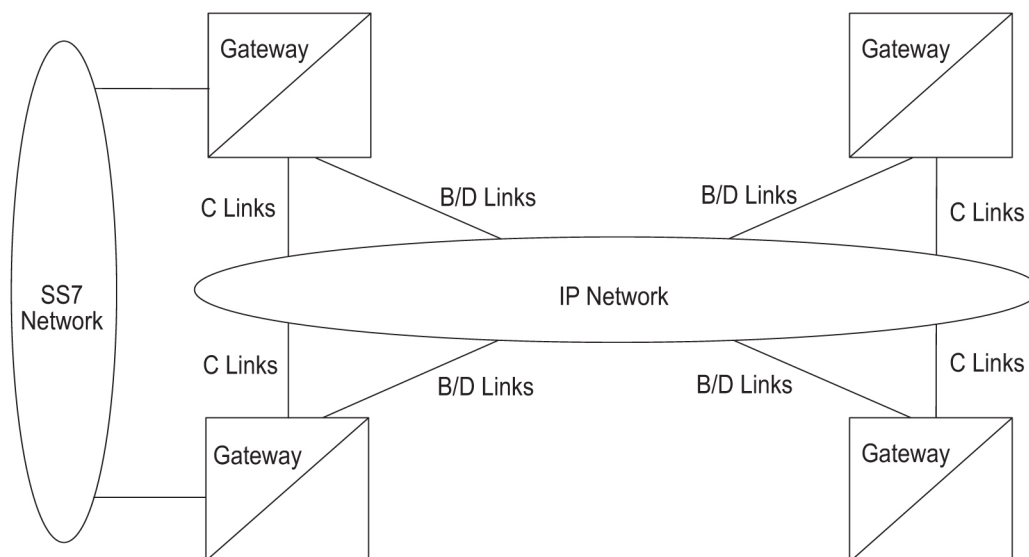 Gateway
Gateway
C Links
B/D Links
B/D Links
C Links
SS7
Network
IP Network
C Links
B/D Links
B/D Links
C Links
Gateway
Gateway